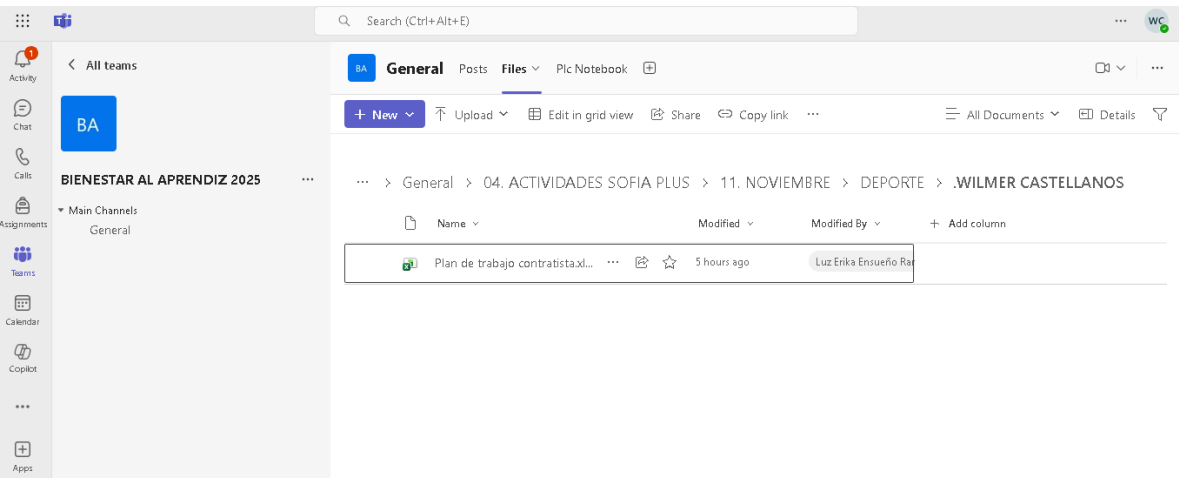 Search (Ctrl+Alt+E)
WC
1
Activity
Chat
Calls
Assignments
Teams
Calendar
Copilot
Apps
All teams
BA
BIENESTAR AL APRENDIZ 2025
Main Channels
General
BA General Posts Files Plc Notebook
+ New Upload Edit in grid view Share Copy link ... All Documents Details
... > General > 04. ACTIVIDADES SOFIA PLUS > 11. NOVIEMBRE > DEPORTE > .WILMER CASTELLANOS
Name Modified Modified By + Add column
Plan de trabajo contratista.xl... ... 5 hours ago Luz Erika Ensueño Rar